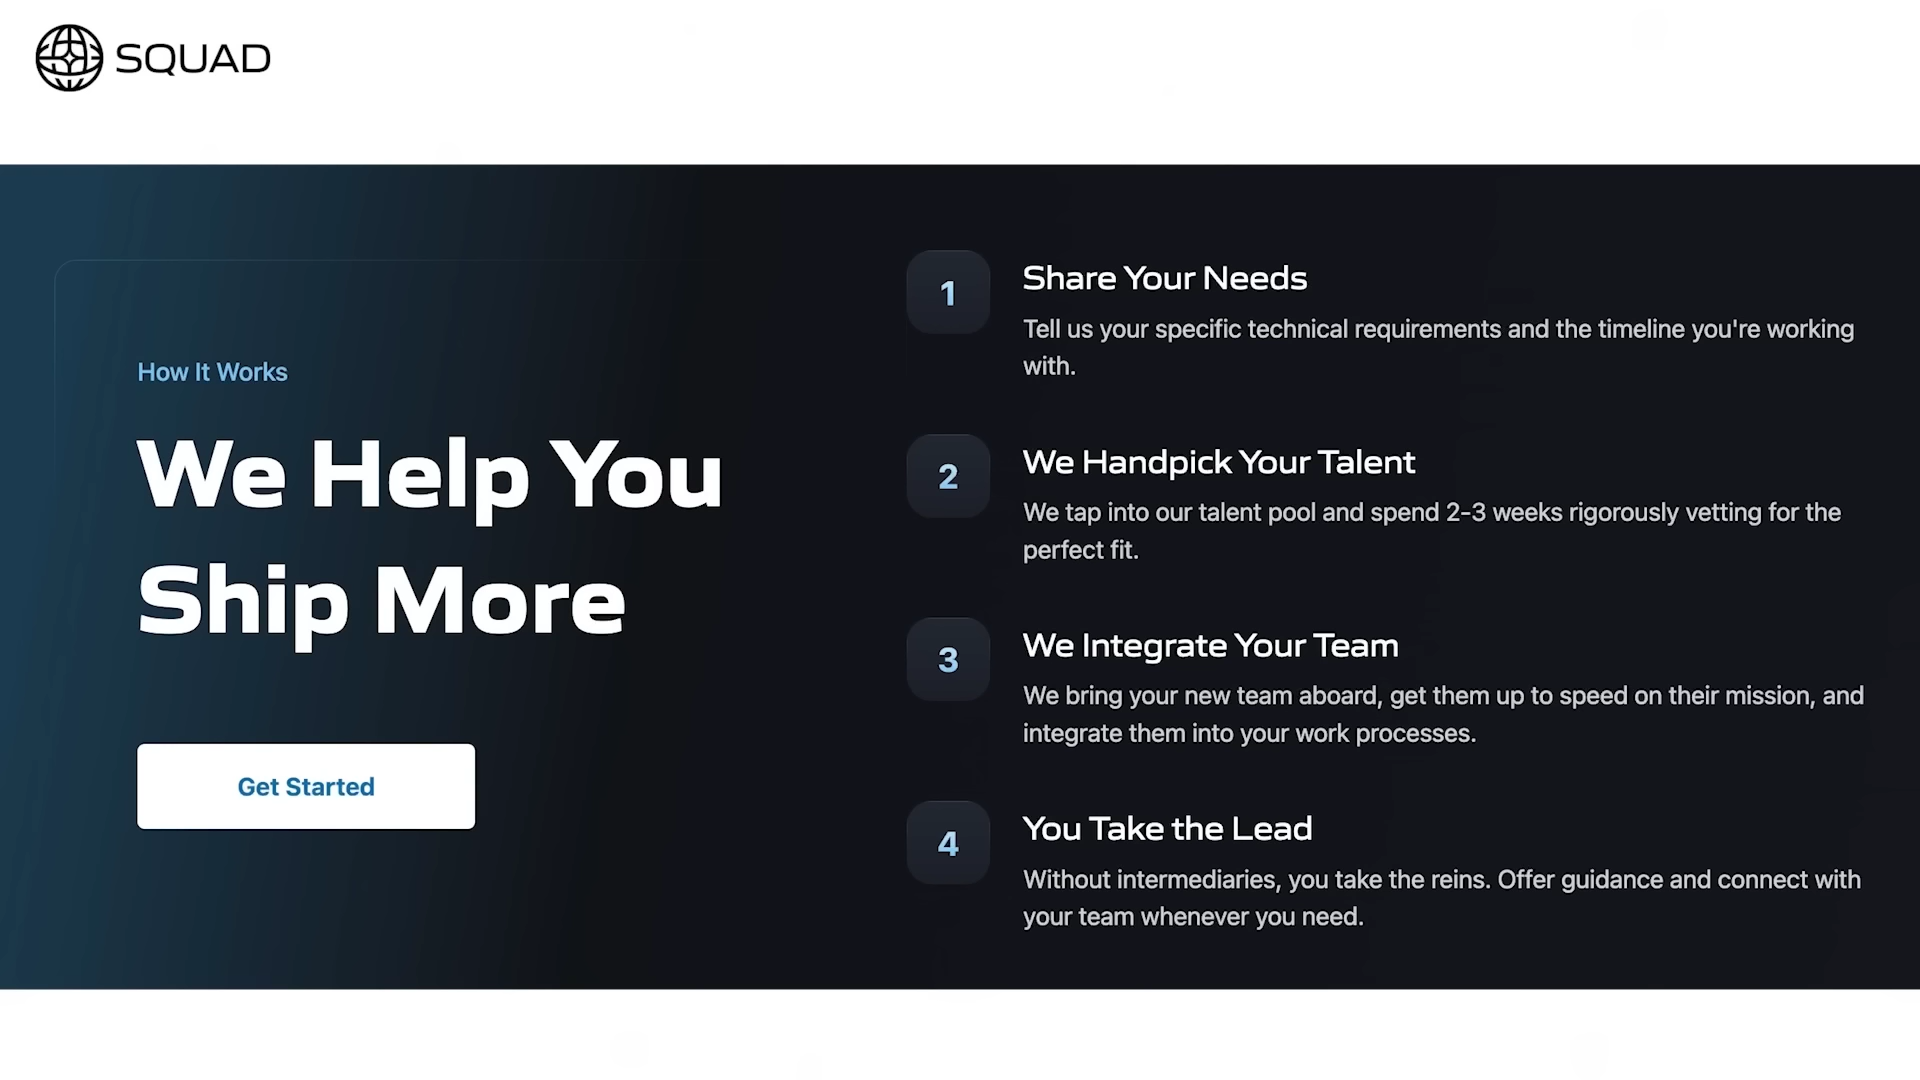 SQUAD
How It Works
We Help You
Ship More
Get Started
1
Share Your Needs
Tell us your specific technical requirements and the timeline you're working
with.
2
We Handpick Your Talent
We tap into our talent pool and spend 2-3 weeks rigorously vetting for the
perfect fit.
3
We Integrate Your Team
We bring your new team aboard, get them up to speed on their mission, and
integrate them into your work processes.
4
You Take the Lead
Without intermediaries, you take the reins. Offer guidance and connect with
your team whenever you need.